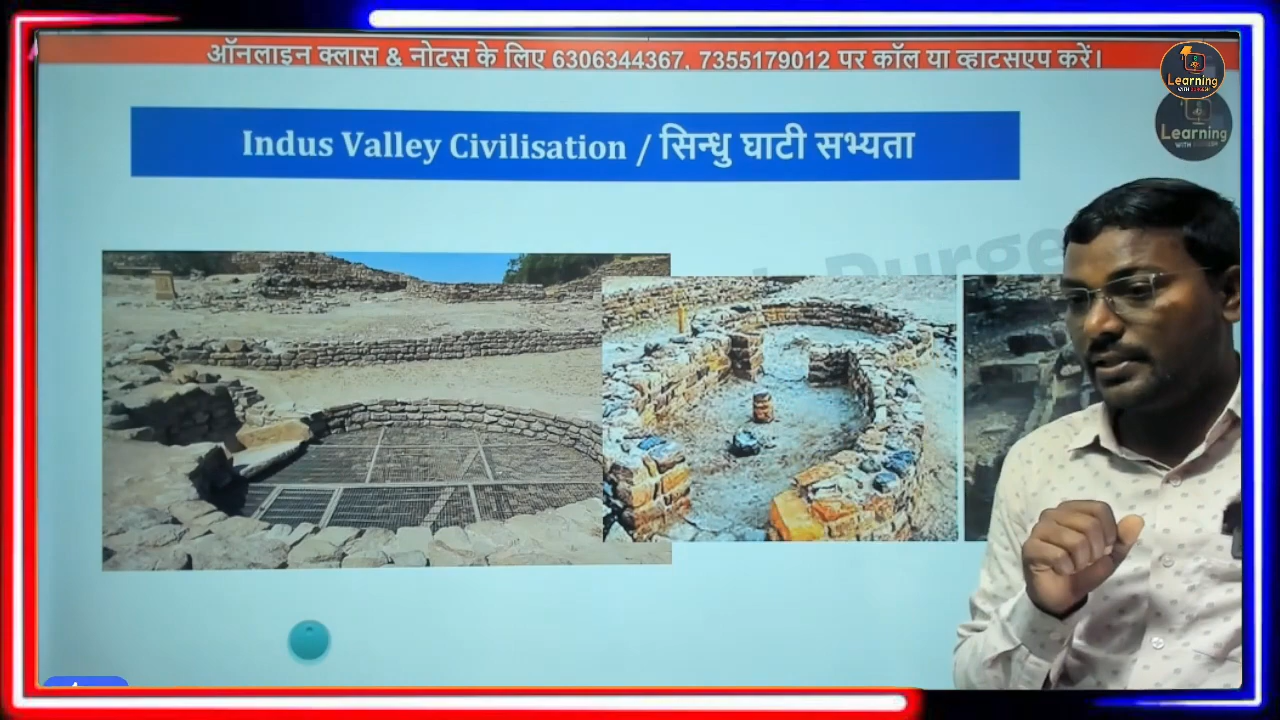 ऑनलाइन क्लास & नोटस के लिए 6306344367, 7355179012 पर कॉल या व्हाटसएप करें।
Learning
Learning
Indus Valley Civilisation / सिन्धु घाटी सभ्यता